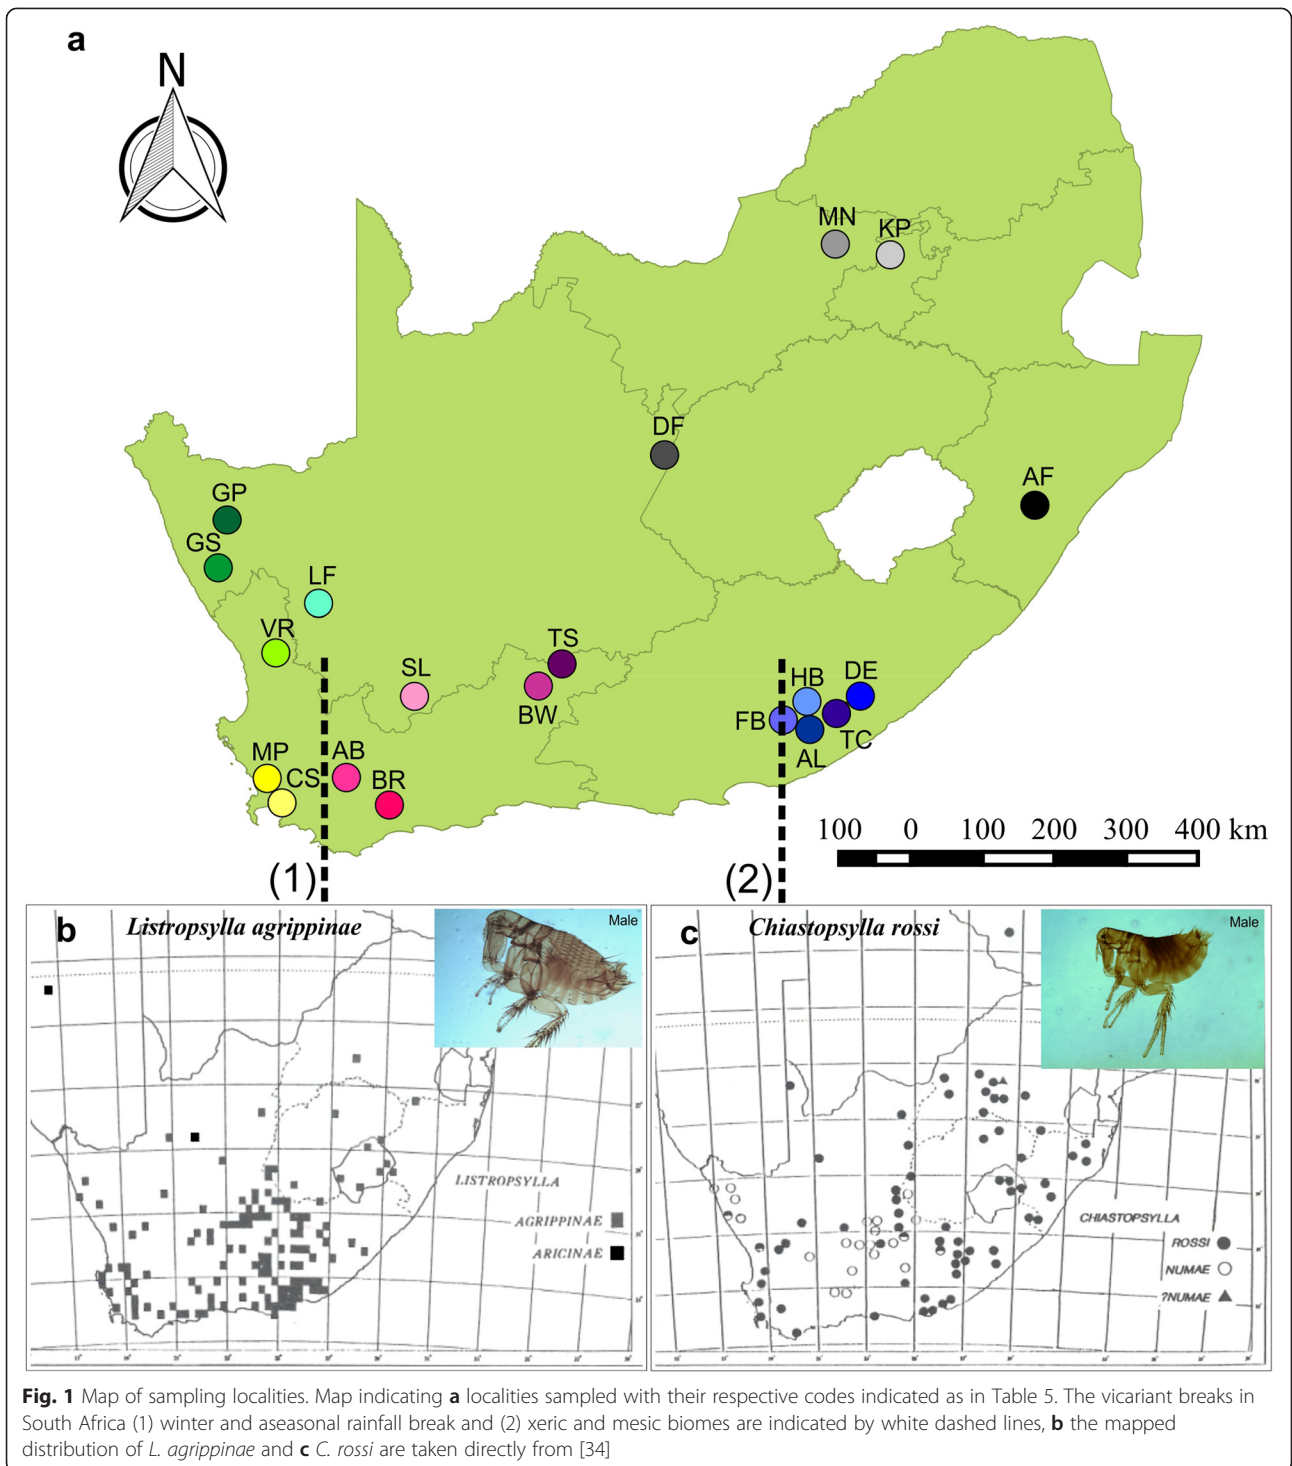 a
N
MN
KP
DF
AF
GP
GS
LF
VR
SL
TS
BW
HB
DE
FB
TC
AL
MP
CS
AB
BR
100 0 100 200 300 400 km
(1)
(2)
b
Listropsylla agrippinae
Male
LISTROPSYLLA
AGRIPPINAE
ARICINAE
c
Chiastopsylla rossi
Male
CHIASTOPSYLLA
ROSSI
NUMAE
?NUMAE
Fig. 1 Map of sampling localities. Map indicating a localities sampled with their respective codes indicated as in Table 5. The vicariant breaks in
South Africa (1) winter and aseasonal rainfall break and (2) xeric and mesic biomes are indicated by white dashed lines, b the mapped
distribution of L. agrippinae and c C. rossi are taken directly from [34]